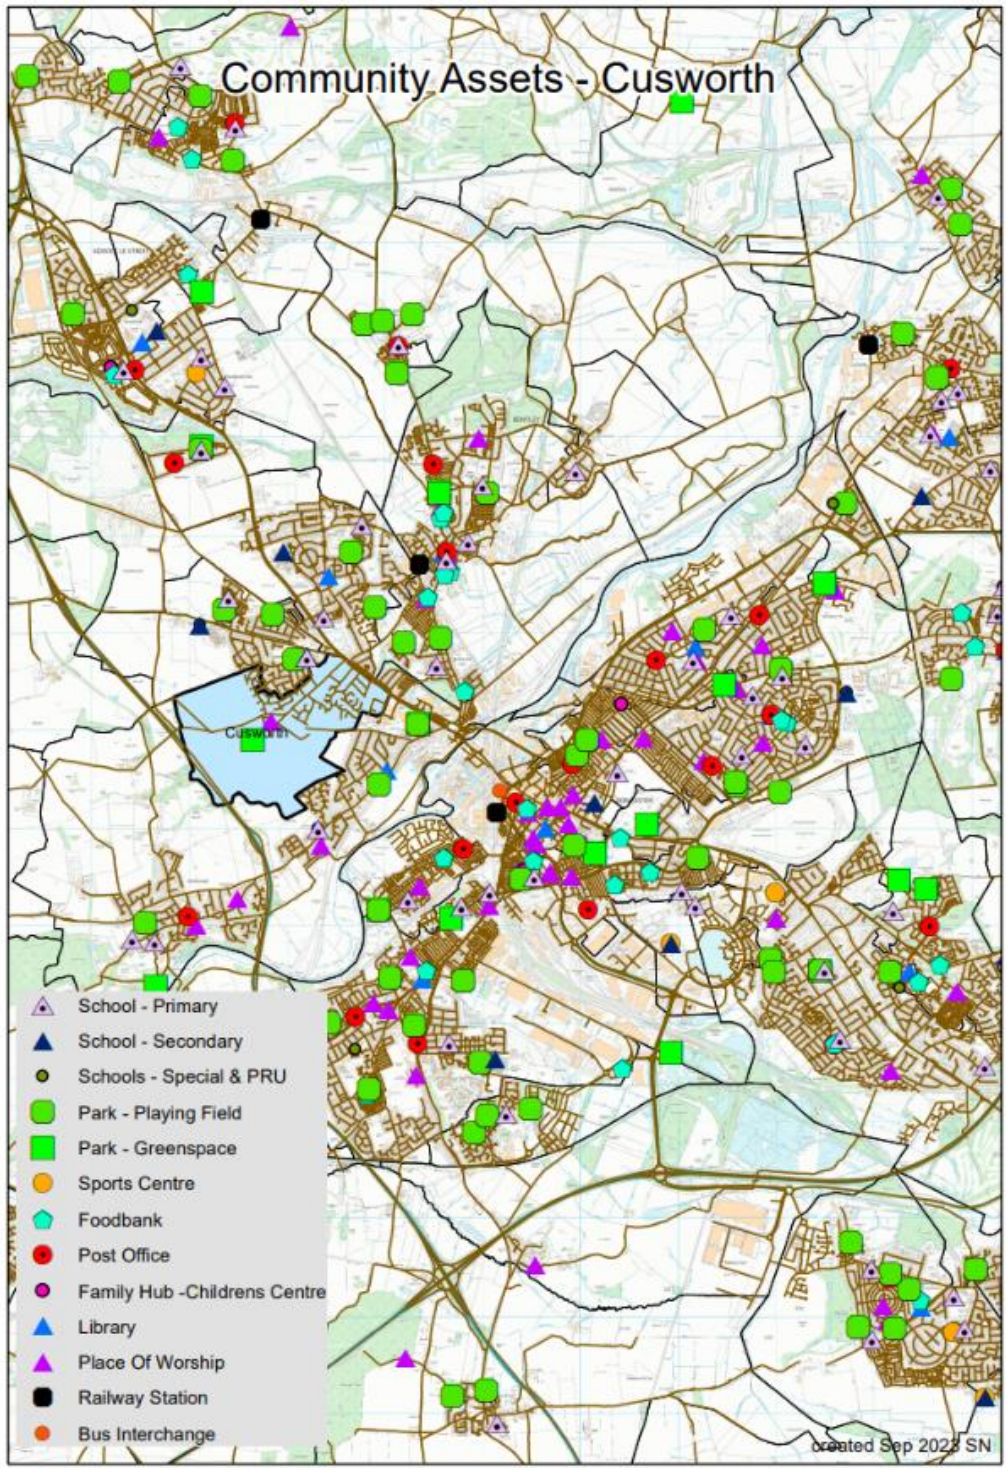 Community Assets - Cusworth
BENTLEY
Cusworth
School - Primary
School - Secondary
Schools - Special & PRU
Park - Playing Field
Park - Greenspace
Sports Centre
Foodbank
Post Office
Family Hub -Childrens Centre
Library
Place Of Worship
Railway Station
Bus Interchange
created Sep 2023 SN